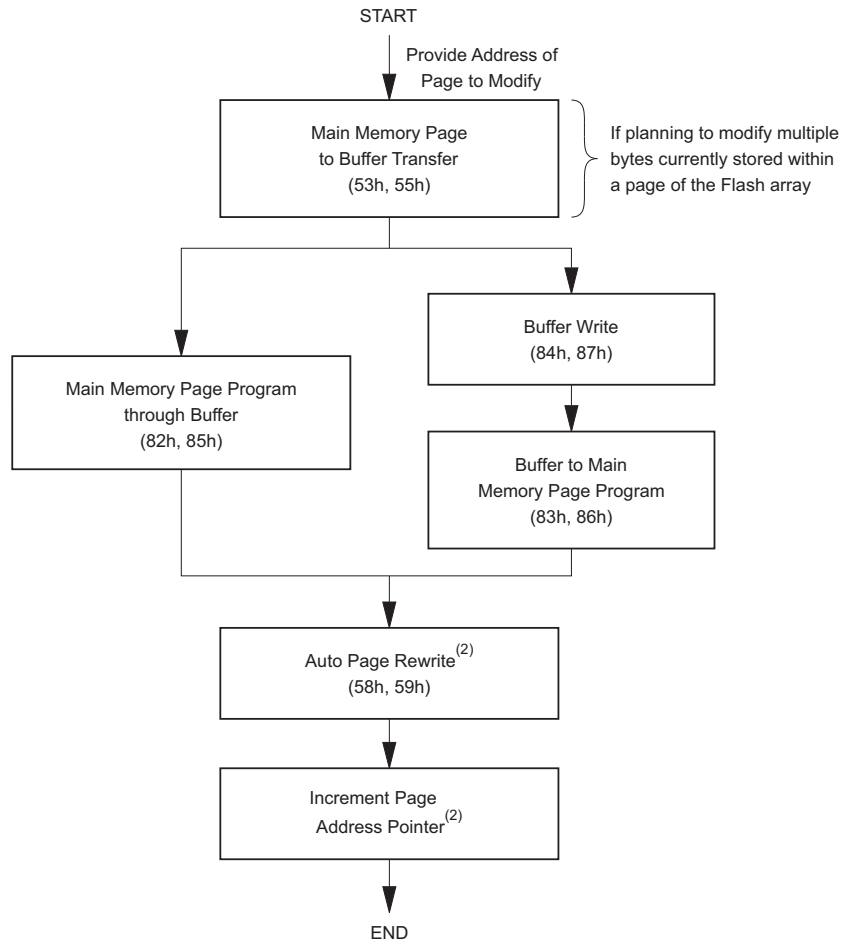 START
Provide Address of
Page to Modify
Main Memory Page
to Buffer Transfer
(53h, 55h)
If planning to modify multiple
bytes currently stored within
a page of the Flash array
Buffer Write
(84h, 87h)
Main Memory Page Program
through Buffer
(82h, 85h)
Buffer to Main
Memory Page Program
(83h, 86h)
Auto Page Rewrite(2)
(58h, 59h)
Increment Page
Address Pointer(2)
END